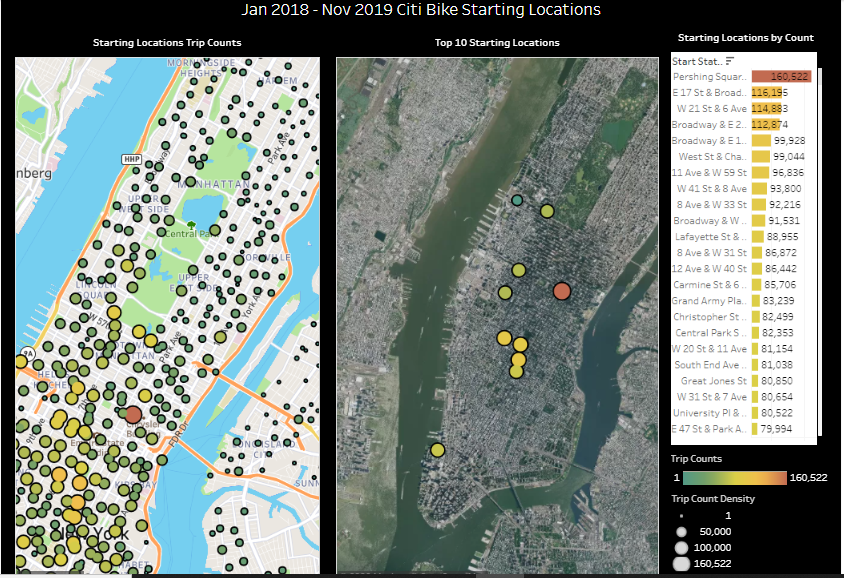 Jan 2018 - Nov 2019 Citi Bike Starting Locations
Starting Locations Trip Counts
Top 10 Starting Locations
Starting Locations by Count
MORNINGSIDE
HEIGHTS
HHP
Park Ave
nberg
MANHATTAN
UPPER
WEST SIDE
Central Pa
UPPER
LINCOLN
SQUA
W 57
York A
Park Ave
9A
FDR Dr
CITY
SUNN
Start Stat..
Pershing Squar.. 160,522
E 17 St & Broad.. 116,195
W 21 St & 6 Ave 114,883
Broadway & E 2.. 112,874
Broadway & E 1.. 99,928
West St & Cha.. 99,044
11 Ave & W 59 St 96,836
W 41 St & 8 Ave 93,800
8 Ave & W 33 St 92,216
Broadway & W .. 91,531
Lafayette St & .. 88,955
8 Ave & W 31 St 86,872
12 Ave & W 40 St 86,442
Carmine St & 6 .. 85,706
Grand Army Pla.. 83,239
Christopher St .. 82,499
Central Park S .. 82,353
W 20 St & 11 Ave 81,154
South End Ave .. 81,038
Great Jones St 80,850
W 31 St & 7 Ave 80,654
University Pl & .. 80,522
E 47 St & Park A.. 79,994
Trip Counts
1 160,522
Trip Count Density
1
50,000
100,000
160,522